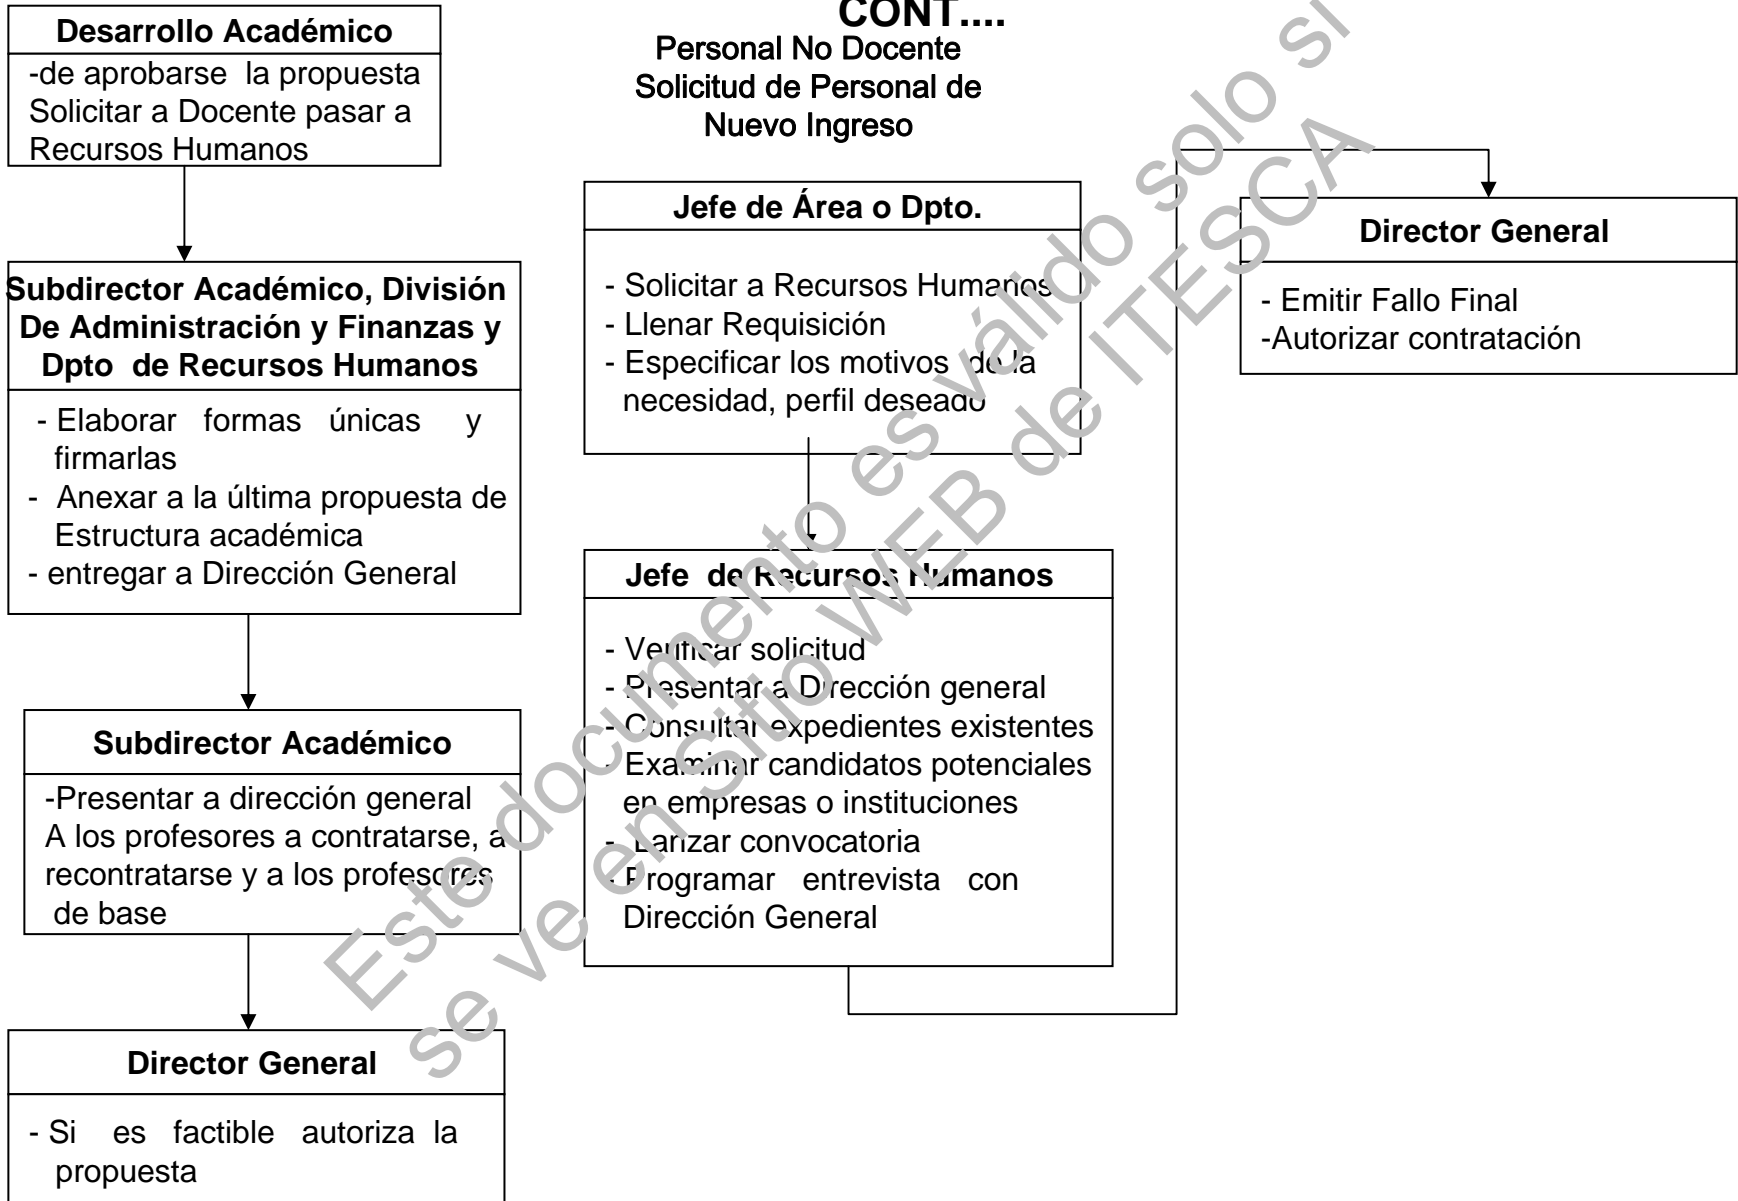 CONT....
Personal No Docente
Solicitud de Personal de
Nuevo Ingreso
Desarrollo Académico
-de aprobarse la propuesta
Solicitar a Docente pasar a
Recursos Humanos
Subdirector Académico, División
De Administración y Finanzas y
Dpto de Recursos Humanos
- Elaborar formas únicas y
firmarlas
- Anexar a la última propuesta de
Estructura académica
- entregar a Dirección General
Subdirector Académico
-Presentar a dirección general
A los profesores a contratarse, a
recontratarse y a los profesores
de base
Director General
- Si es factible autoriza la
propuesta
Jefe de Área o Dpto.
- Solicitar a Recursos Humanos
- Llenar Requisición
- Especificar los motivos de la
necesidad, perfil deseado
Jefe de Recursos Humanos
- Verificar solicitud
- Presentar a Dirección general
- Consultar expedientes existentes
- Examinar candidatos potenciales
en empresas o instituciones
- Lanzar convocatoria
- Programar entrevista con
Dirección General
Director General
- Emitir Fallo Final
-Autorizar contratación
Este documento es válido solo si
se ve en Sitio WEB de ITESCA